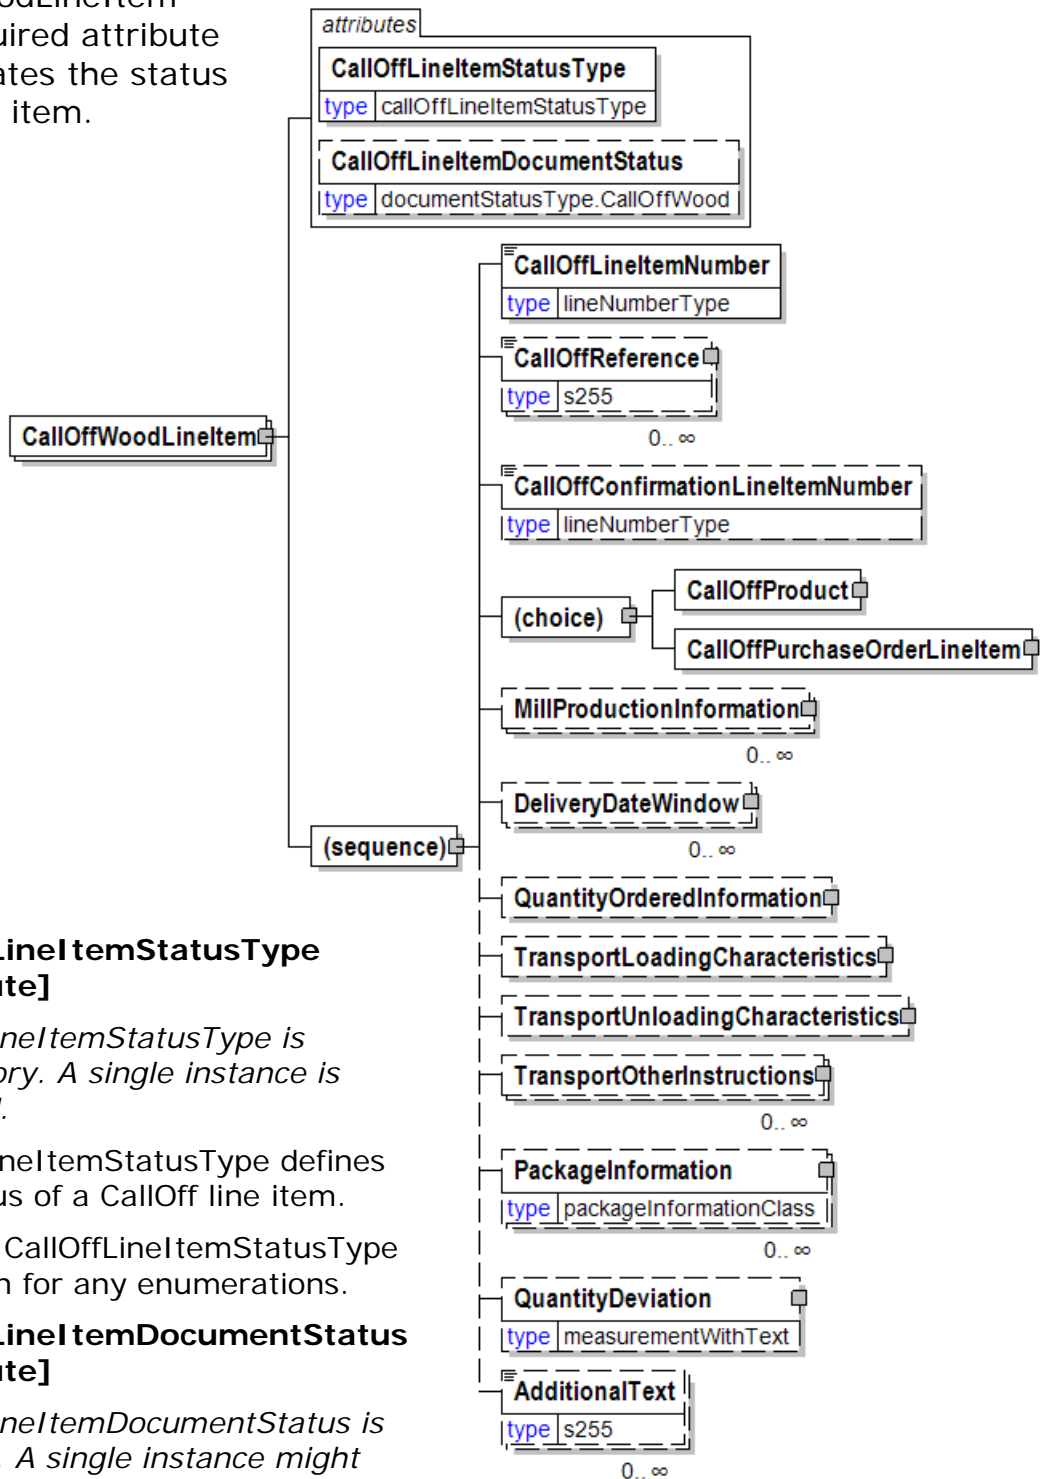 odLineItem
uired attribute
ates the status
item.
attributes
CallOffLineItemStatusType
type callOffLineItemStatusType
CallOffLineItemDocumentStatus
type documentStatusType.CallOffWood
CallOffLineItemNumber
type lineNumberType
CallOffReference
type s255
0.. ∞
CallOffWoodLineItem
CallOffConfirmationLineItemNumber
type lineNumberType
(choice)
CallOffProduct
CallOffPurchaseOrderLineItem
MillProductionInformation
0.. ∞
DeliveryDateWindow
0.. ∞
(sequence)
QuantityOrderedInformation
TransportLoadingCharacteristics
TransportUnloadingCharacteristics
TransportOtherInstructions
0.. ∞
PackageInformation
type packageInformationClass
0.. ∞
QuantityDeviation
type measurementWithText
AdditionalText
type s255
0.. ∞
LineItemStatusType
ute]
neItemStatusType is
ory. A single instance is
l.
neItemStatusType defines
us of a CallOff line item.
CallOffLineItemStatusType
n for any enumerations.
LineItemDocumentStatus
ute]
neItemDocumentStatus is
. A single instance might